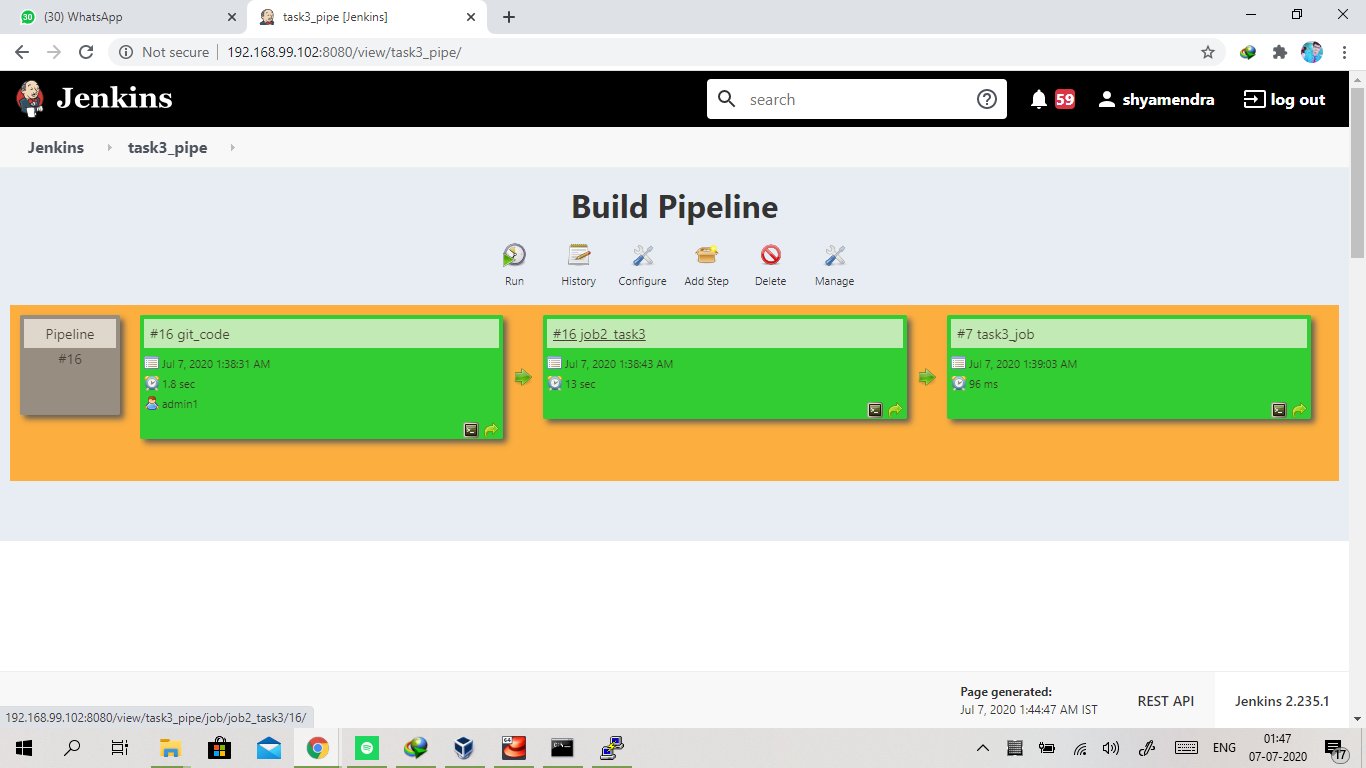 30
(30) WhatsApp
task3_pipe [Jenkins]
Not secure
192.168.99.102:8080/view/task3_pipe/
Jenkins
search
59
shyamendra
log out
Jenkins
task3_pipe
Build Pipeline
Run
History
Configure
Add Step
Delete
Manage
Pipeline
#16
#16 git_code
Jul 7, 2020 1:38:31 AM
1.8 sec
admin1
#16 job2_task3
Jul 7, 2020 1:38:43 AM
13 sec
#7 task3_job
Jul 7, 2020 1:39:03 AM
96 ms
Page generated:
Jul 7, 2020 1:44:47 AM IST
REST API
Jenkins 2.235.1
192.168.99.102:8080/view/task3_pipe/job/job2_task3/16/
64
ENG
01:47
07-07-2020
17